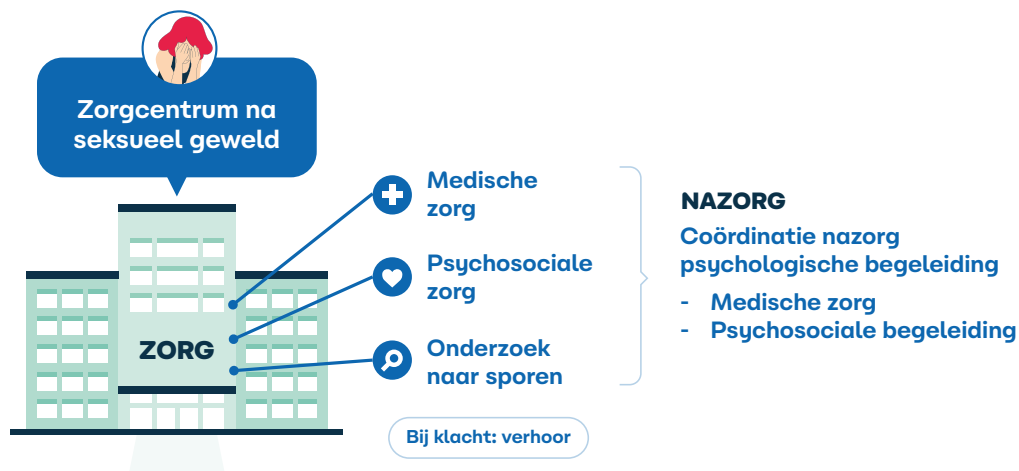 Zorgcentrum na
seksueel geweld
ZORG
Medische
zorg
Psychosociale
zorg
Onderzoek
naar sporen
Bij klacht: verhoor
NAZORG
Coördinatie nazorg
psychologische begeleiding
- Medische zorg
- Psychosociale begeleiding